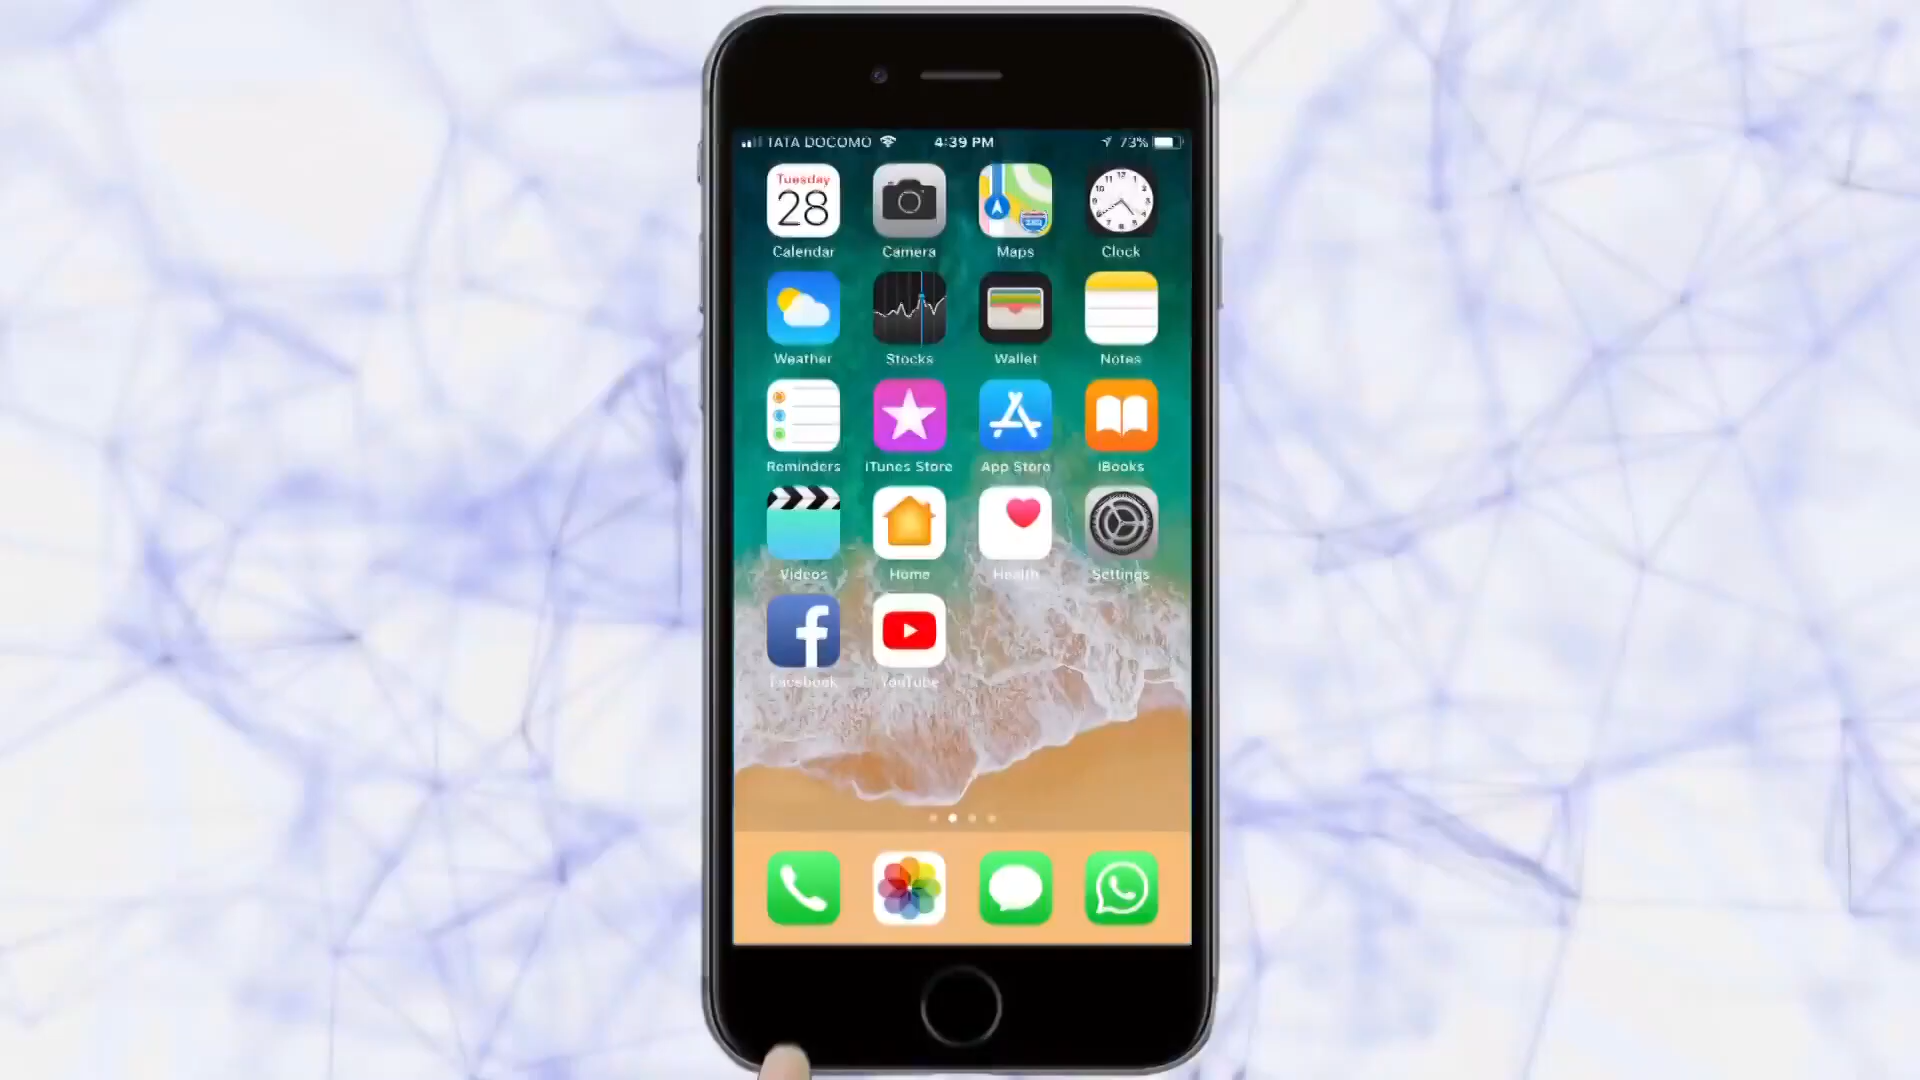 TATA DOCOMO 4:39 PM 73%
Tuesday
28
Calendar Camera Maps Clock
Weather Stocks Wallet Notes
Reminders iTunes Store App Store iBooks
Videos Home Health Settings
Facebook YouTube